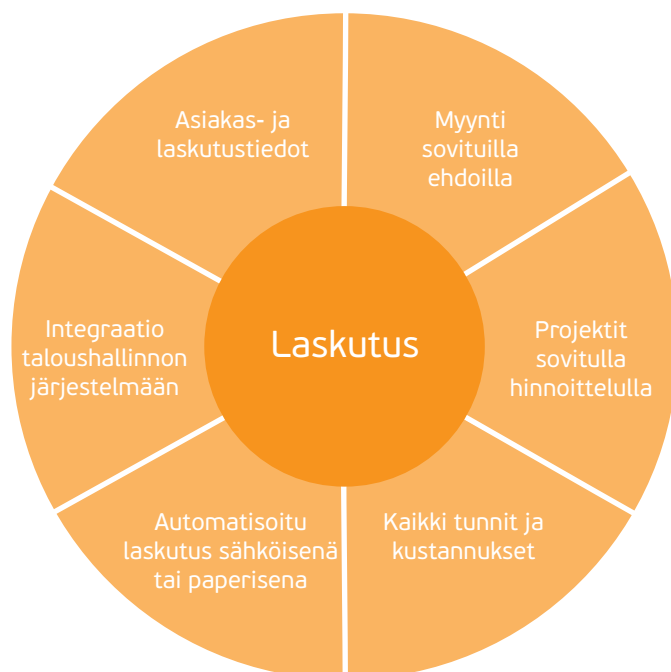 Asiakas- ja
laskutustiedot
Myynti
sovituilla
ehdoilla
Integraatio
taloushallinnon
järjestelmään
Laskutus
Projektit
sovitulla
hinnoittelulla
Automatisoitu
laskutus sähköisenä
tai paperisena
Kaikki tunnit ja
kustannukset